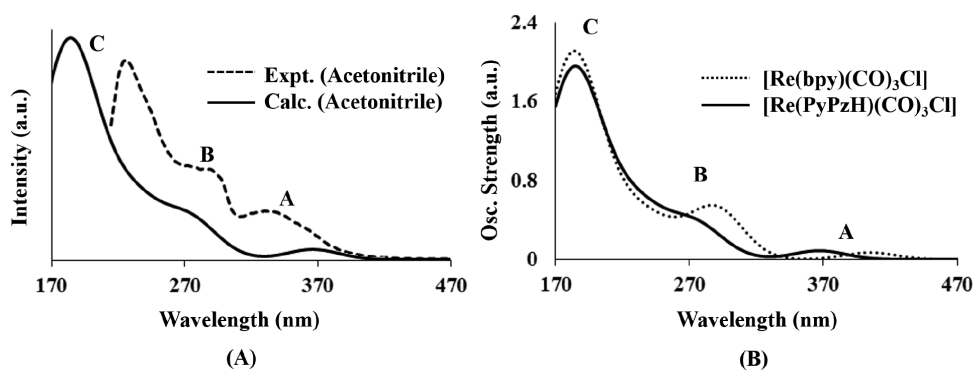 C
B
A
Expt. (Acetonitrile)
Calc. (Acetonitrile)
Intensity (a.u.)
170 270 370 470
Wavelength (nm)
(A)
2.4
1.6
0.8
0
Osc. Strength (a.u.)
C
B
A
[Re(bpy)(CO)₃Cl]
[Re(PyPzH)(CO)₃Cl]
170 270 370 470
Wavelength (nm)
(B)